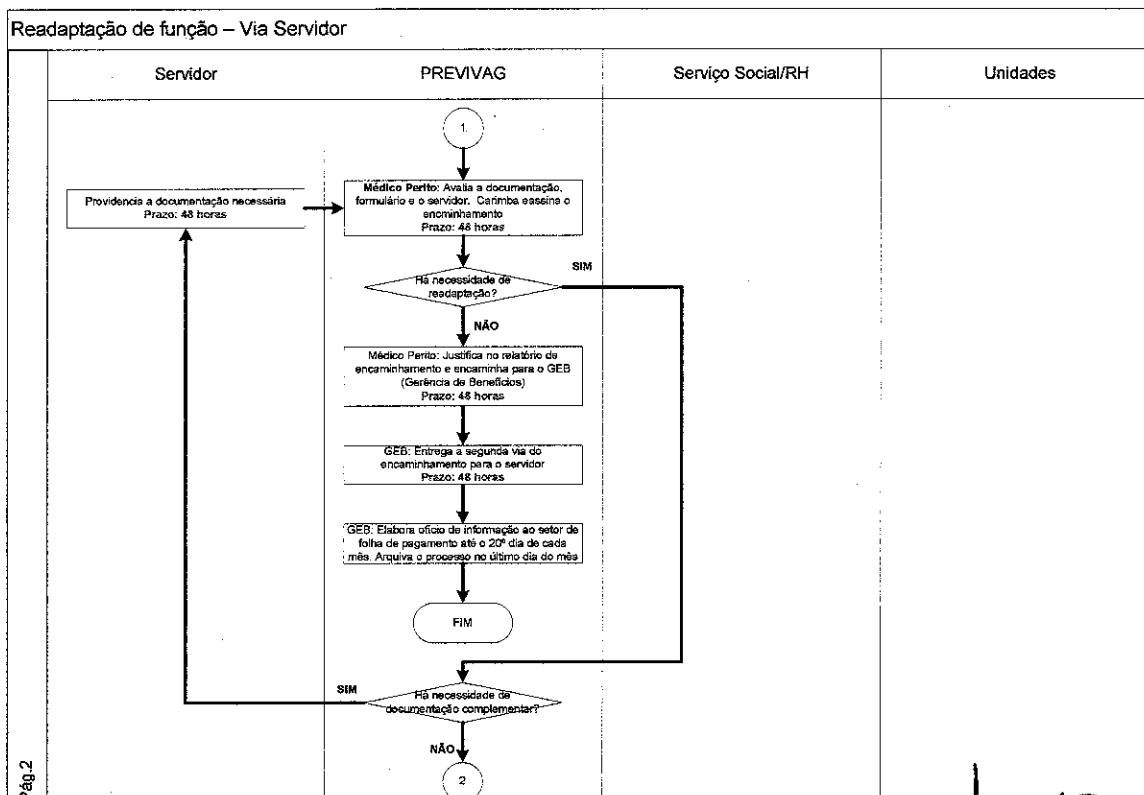 Readaptação de função – Via Servidor
Servidor
PREVIVAG
Serviço Social/RH
Unidades
1
Providencia a documentação necessária
Prazo: 48 horas
Médico Perito: Avalia a documentação,
formulário e o servidor. Carimba eassina o
encminhamento
Prazo: 48 horas
Há necessidade de
readaptação?
SIM
NÃO
Médico Perito: Justifica no relatório de
encaminhamento e encaminha para o GEB
(Gerência de Benefícios)
Prazo: 48 horas
GEB: Entrega a segunda via do
encaminhamento para o servidor
Prazo: 48 horas
GEB: Elabora ofício de informação ao setor de
folha de pagamento até o 20º dia de cada
mês. Arquiva o processo no último dia do mês
FIM
SIM
Há necessidade de
documentação complementar?
NÃO
2
Pág.2